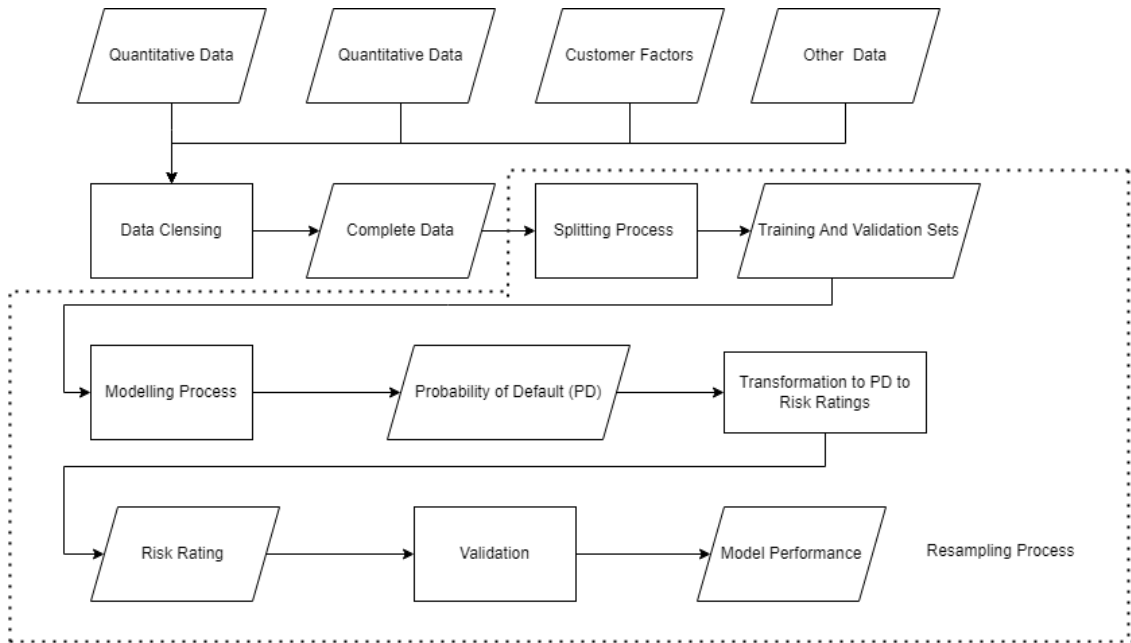 Quantitative Data
Quantitative Data
Customer Factors
Other Data
Data Clensing
Complete Data
Splitting Process
Training And Validation Sets
Modelling Process
Probability of Default (PD)
Transformation to PD to
Risk Ratings
Risk Rating
Validation
Model Performance
Resampling Process